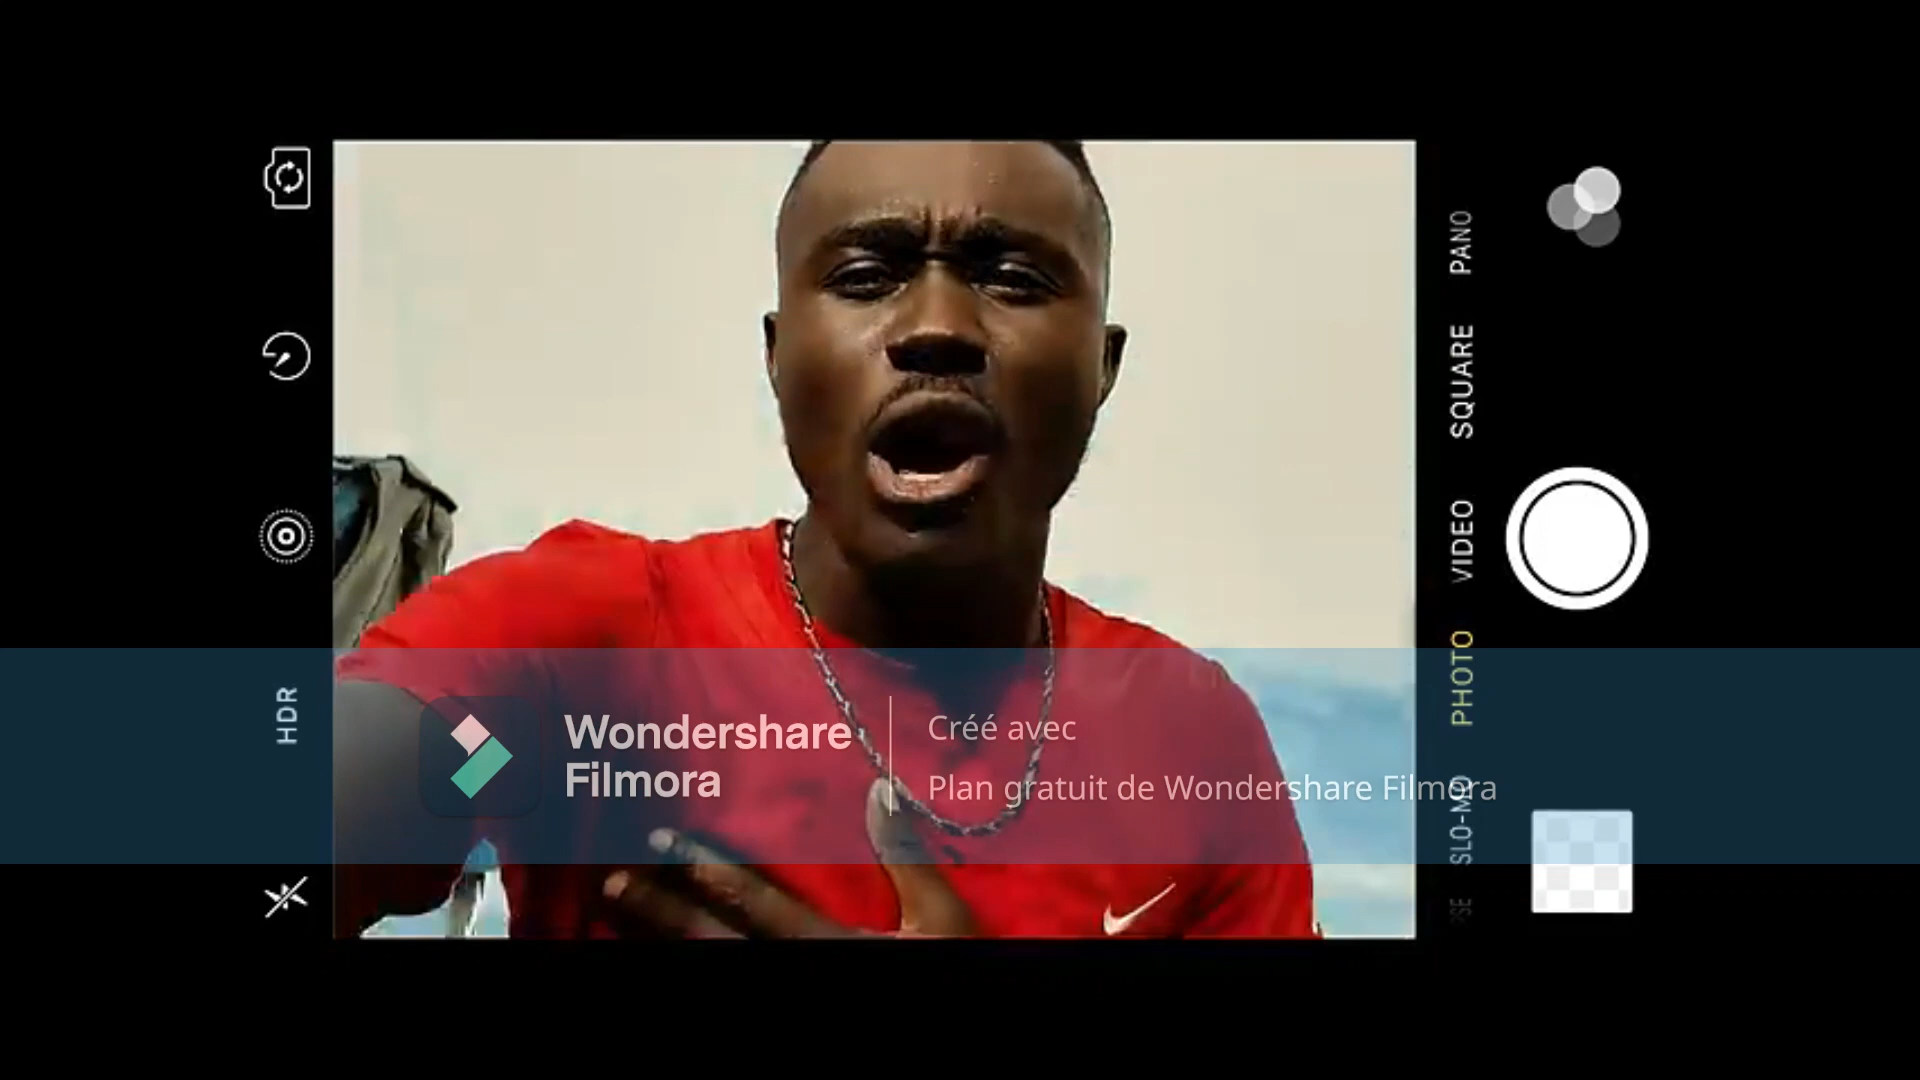 HDR
PANO
SQUARE
VIDEO
PHOTO
SLO-MO
Wondershare
Filmora
Créé avec
Plan gratuit de Wondershare Filmora